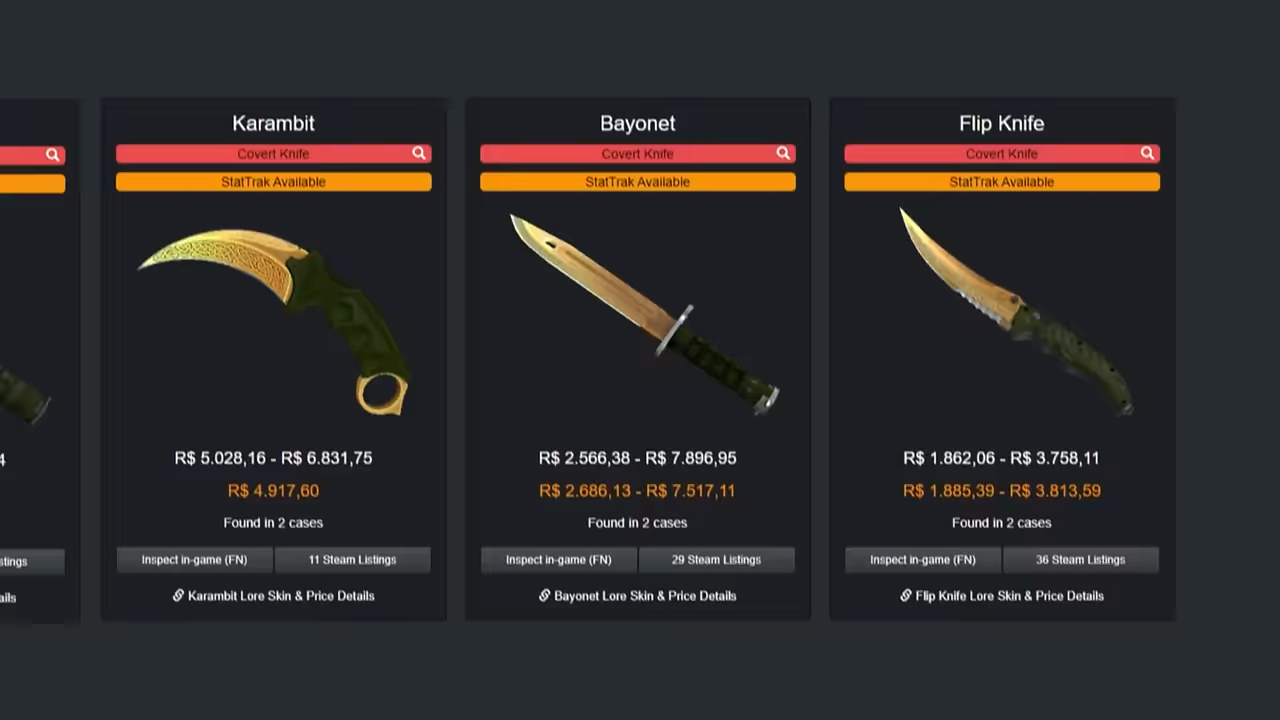 4
stings
ails
Karambit
Covert Knife
StatTrak Available
R$ 5.028,16 - R$ 6.831,75
R$ 4.917,60
Found in 2 cases
Inspect in-game (FN)
11 Steam Listings
Karambit Lore Skin & Price Details
Bayonet
Covert Knife
StatTrak Available
R$ 2.566,38 - R$ 7.896,95
R$ 2.686,13 - R$ 7.517,11
Found in 2 cases
Inspect in-game (FN)
29 Steam Listings
Bayonet Lore Skin & Price Details
Flip Knife
Covert Knife
StatTrak Available
R$ 1.862,06 - R$ 3.758,11
R$ 1.885,39 - R$ 3.813,59
Found in 2 cases
Inspect in-game (FN)
36 Steam Listings
Flip Knife Lore Skin & Price Details